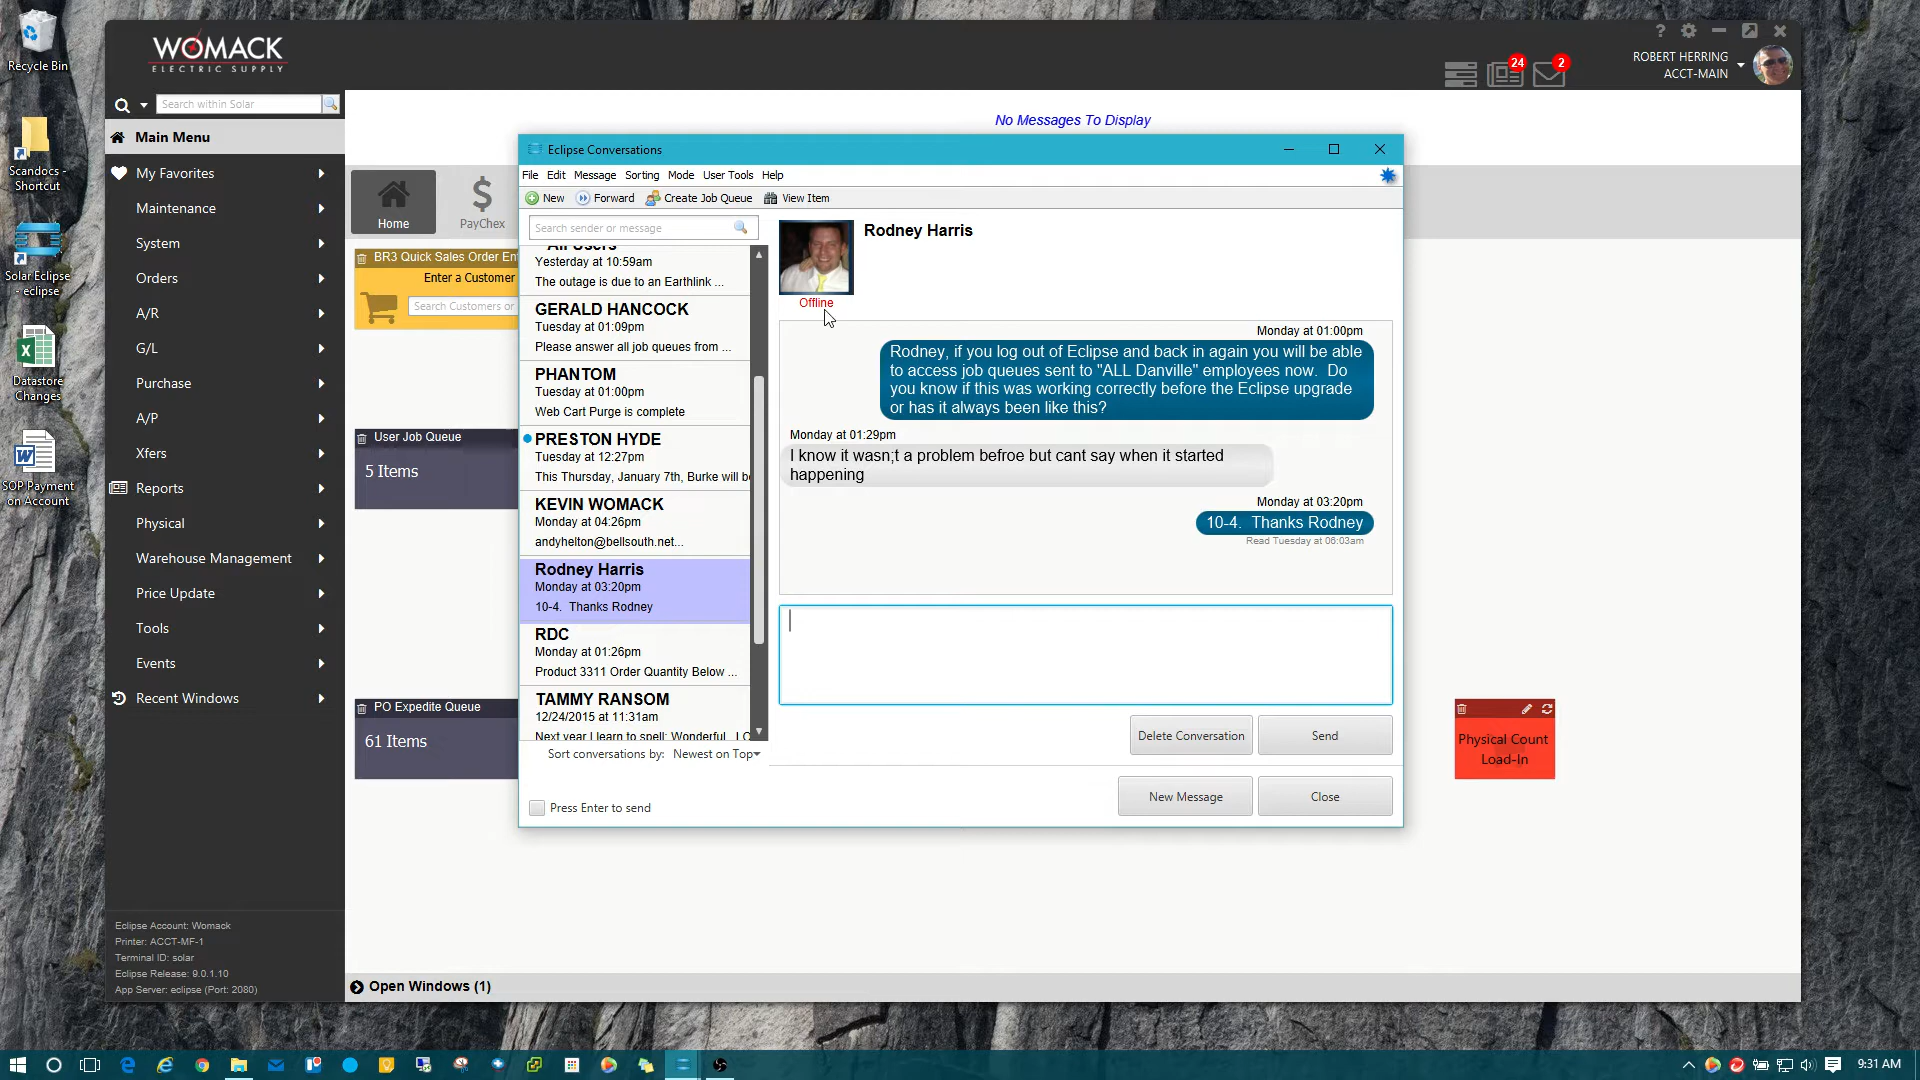 Recycle Bin
Scandocs - Shortcut
Solar Eclipse - eclipse
Datastore Changes
SOP Payment on Account
WOMACK
ELECTRIC SUPPLY
?
24
2
ROBERT HERRING
ACCT-MAIN
Search within Solar
Main Menu
My Favorites
Maintenance
System
Orders
A/R
G/L
Purchase
A/P
Xfers
Reports
Physical
Warehouse Management
Price Update
Tools
Events
Recent Windows
Eclipse Account: Womack
Printer: ACCT-MF-1
Terminal ID: solar
Eclipse Release: 9.0.1.10
App Server: eclipse (Port: 2080)
No Messages To Display
Home
PayChex
BR3 Quick Sales Order En
Enter a Customer
Search Customers or
User Job Queue
5 Items
PO Expedite Queue
61 Items
Eclipse Conversations
File Edit Message Sorting Mode User Tools Help
New Forward Create Job Queue View Item
Search sender or message
All Users
Yesterday at 10:59am
The outage is due to an Earthlink ...
GERALD HANCOCK
Tuesday at 01:09pm
Please answer all job queues from ...
PHANTOM
Tuesday at 01:00pm
Web Cart Purge is complete
PRESTON HYDE
Tuesday at 12:27pm
This Thursday, January 7th, Burke will be
KEVIN WOMACK
Monday at 04:26pm
andyhelton@bellsouth.net...
Rodney Harris
Monday at 03:20pm
10-4.  Thanks Rodney
RDC
Monday at 01:26pm
Product 3311 Order Quantity Below ...
TAMMY RANSOM
12/24/2015 at 11:31am
Next year I learn to spell: Wonderful
Sort conversations by: Newest on Top
Press Enter to send
Rodney Harris
Offline
Monday at 01:00pm
Rodney, if you log out of Eclipse and back in again you will be able
to access job queues sent to "ALL Danville" employees now.  Do
you know if this was working correctly before the Eclipse upgrade
or has it always been like this?
Monday at 01:29pm
I know it wasn;t a problem befroe but cant say when it started
happening
Monday at 03:20pm
10-4.  Thanks Rodney
Read Tuesday at 06:03am
Delete Conversation
Send
New Message
Close
Physical Count
Load-In
Open Windows (1)
9:31 AM